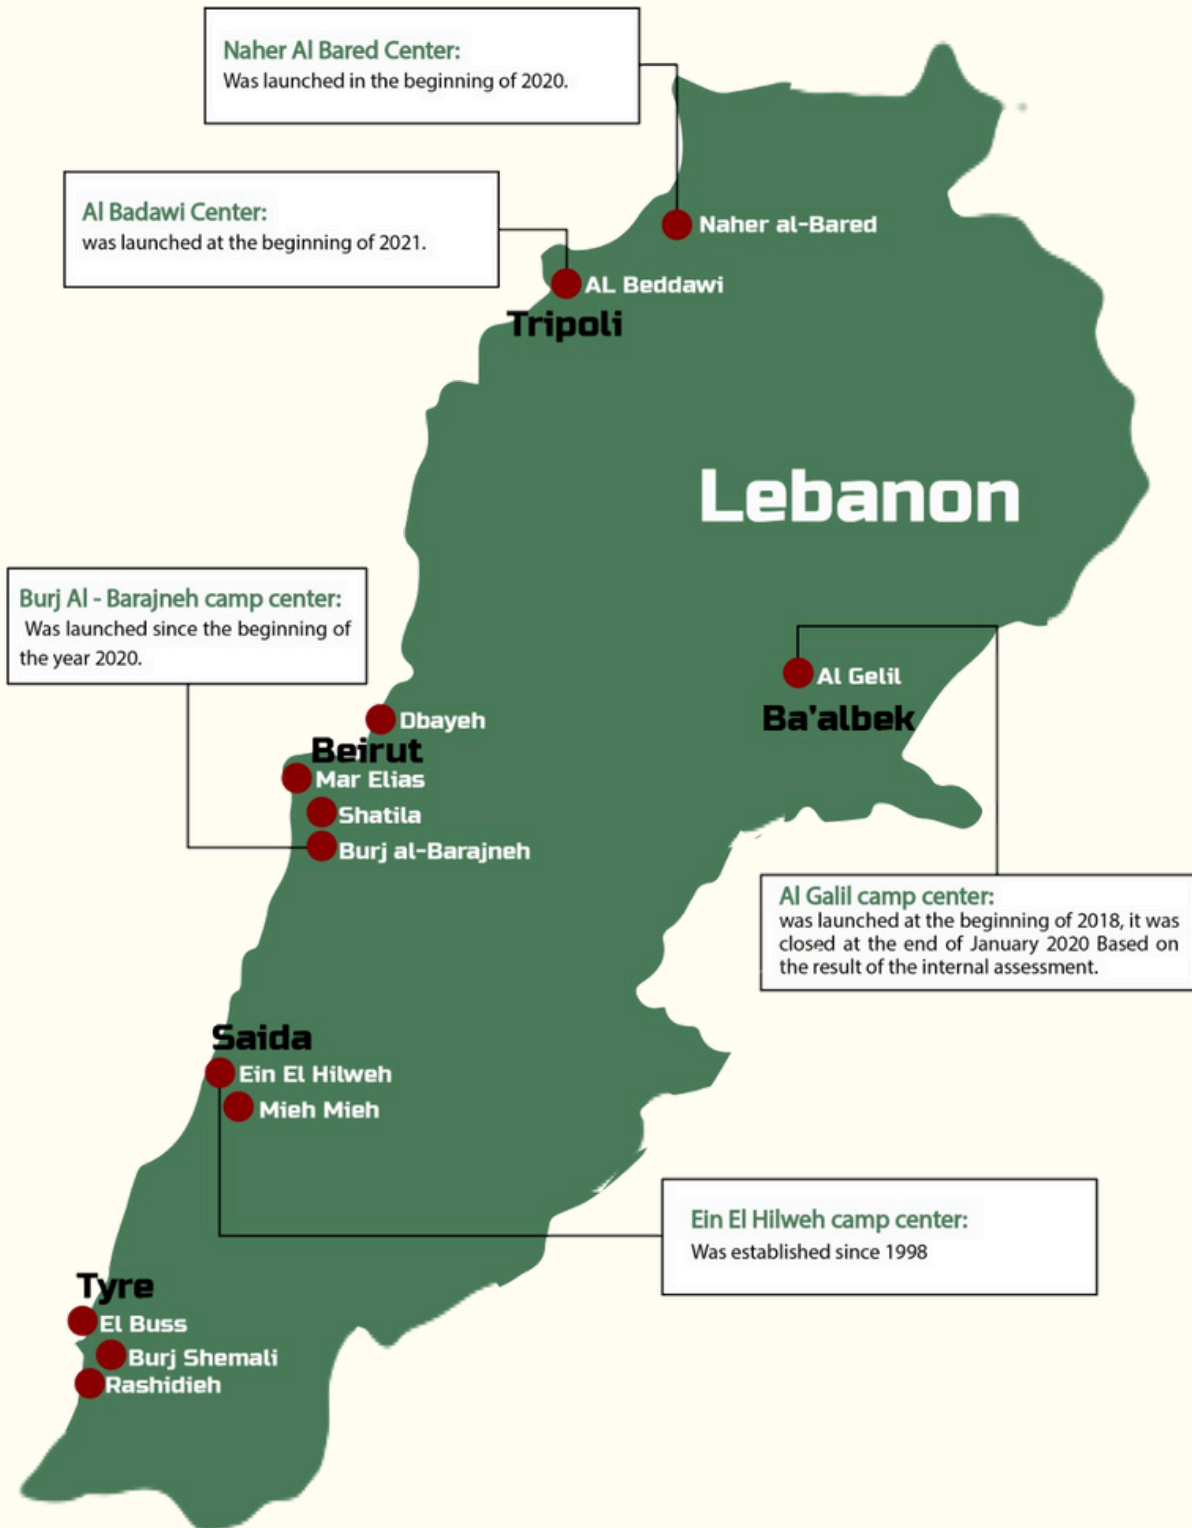 Naher Al Bared Center:
Was launched in the beginning of 2020.
Al Badawi Center:
was launched at the beginning of 2021.
Naher al-Bared
AL Beddawi
Tripoli
Lebanon
Burj Al - Barajneh camp center:
Was launched since the beginning of
the year 2020.
Al Gelil
Ba'albek
Dbayeh
Beirut
Mar Elias
Shatila
Burj al-Barajneh
Al Galil camp center:
was launched at the beginning of 2018, it was
closed at the end of January 2020 Based on
the result of the internal assessment.
Saida
Ein El Hilweh
Mieh Mieh
Ein El Hilweh camp center:
Was established since 1998
Tyre
El Buss
Burj Shemali
Rashidieh